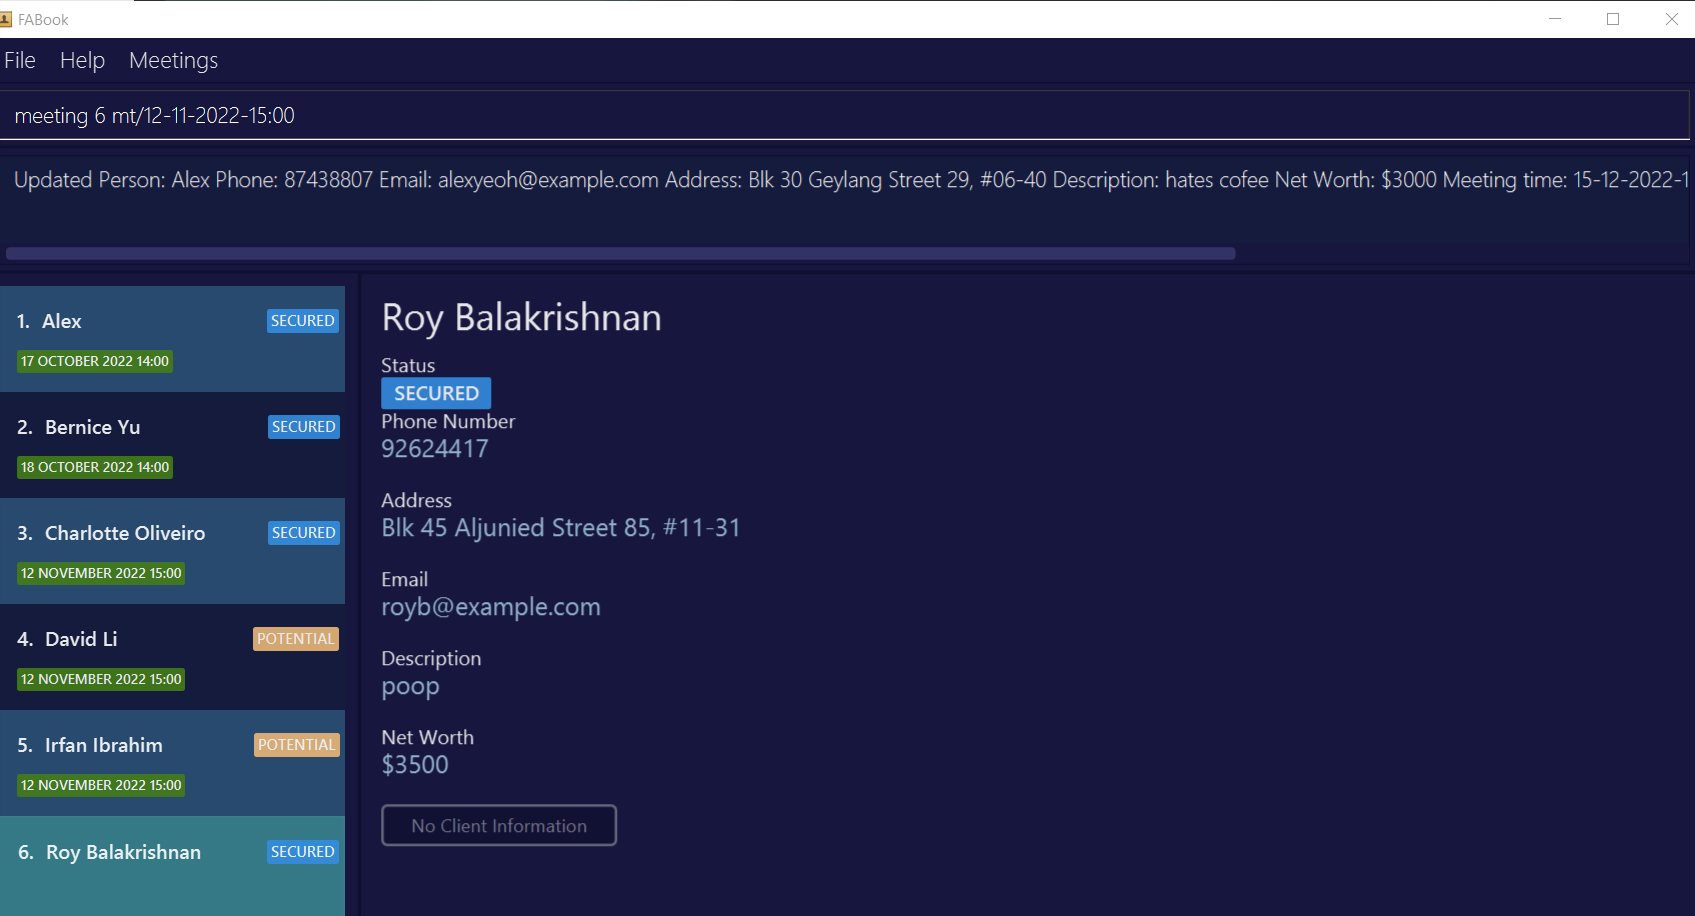 FABook
File Help Meetings
meeting 6 mt/12-11-2022-15:00
Updated Person: Alex Phone: 87438807 Email: alexyeoh@example.com Address: Blk 30 Geylang Street 29, #06-40 Description: hates cofee Net Worth: $3000 Meeting time: 15-12-2022-1
1. Alex SECURED
17 OCTOBER 2022 14:00
2. Bernice Yu SECURED
18 OCTOBER 2022 14:00
3. Charlotte Oliveiro SECURED
12 NOVEMBER 2022 15:00
4. David Li POTENTIAL
12 NOVEMBER 2022 15:00
5. Irfan Ibrahim POTENTIAL
12 NOVEMBER 2022 15:00
6. Roy Balakrishnan SECURED
Roy Balakrishnan
Status
SECURED
Phone Number
92624417
Address
Blk 45 Aljunied Street 85, #11-31
Email
royb@example.com
Description
poop
Net Worth
$3500
No Client Information